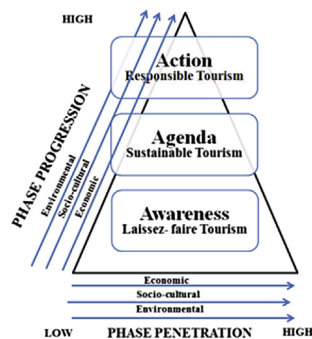 HIGH
Action
Responsible Tourism
Agenda
Sustainable Tourism
Awareness
Laissez- faire Tourism
PHASE PROGRESSION
Environmental
Socio-cultural
Economic
Economic
Socio-cultural
Environmental
LOW
PHASE PENETRATION
HIGH